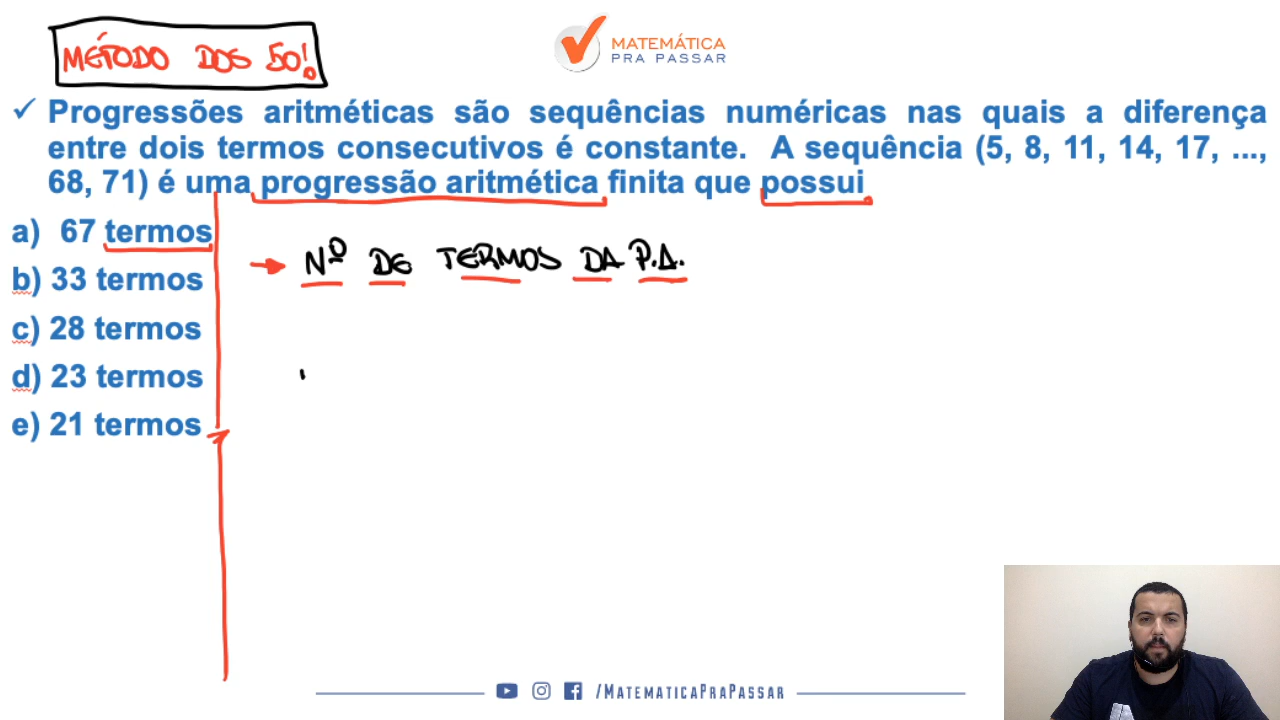 MÉTODO DOS 50!
MATEMÁTICA
PRA PASSAR
✓ Progressões aritméticas são sequências numéricas nas quais a diferença
entre dois termos consecutivos é constante. A sequência (5, 8, 11, 14, 17, ...,
68, 71) é uma progressão aritmética finita que possui
a) 67 termos
b) 33 termos
c) 28 termos
d) 23 termos
e) 21 termos
→ Nº DE TERMOS DA P.A.
/MATEMATICAPRAPASSAR